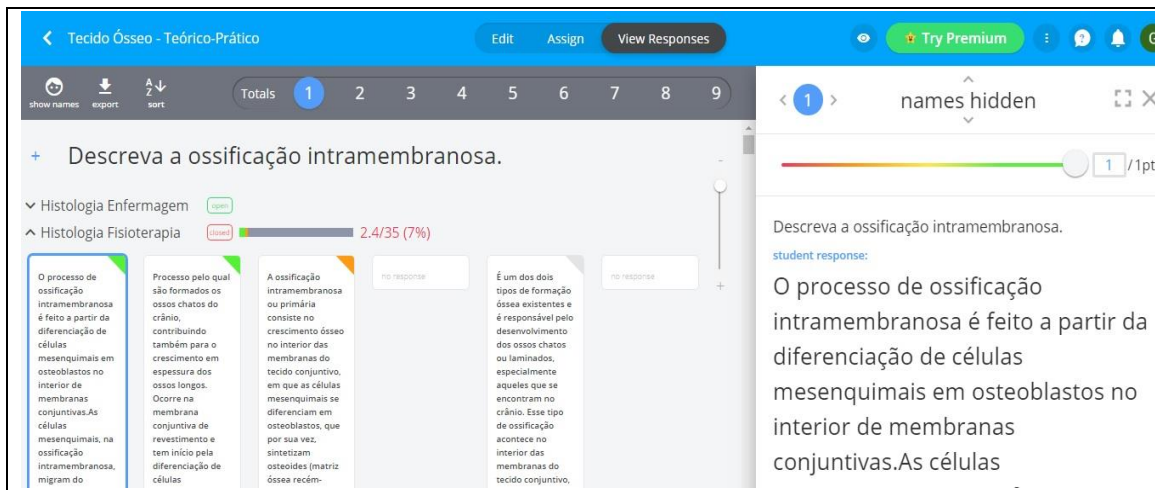 Tecido Ósseo - Teórico-Prático
Edit Assign View Responses
Try Premium
show names export sort
Totals 1 2 3 4 5 6 7 8 9
+ Descreva a ossificação intramembranosa.
Histologia Enfermagem open
Histologia Fisioterapia closed 2.4/35 (7%)
O processo de
ossificação
intramembranosa
é feito a partir da
diferenciação de
células
mesenquimais em
osteoblastos no
interior de
membranas
conjuntivas.As
células
mesenquimais, na
ossificação
intramembranosa,
migram do
Processo pelo qual
são formados os
ossos chatos do
crânio,
contribuindo
também para o
crescimento em
espessura dos
ossos longos.
Ocorre na
membrana
conjuntiva de
revestimento e
tem início pela
diferenciação de
células
A ossificação
intramembranosa
ou primária
consiste no
crescimento ósseo
no interior das
membranas do
tecido conjuntivo,
em que as células
mesenquimais se
diferenciam em
osteoblastos, que
por sua vez,
sintetizam
osteoides (matriz
óssea recém-
no response
É um dos dois
tipos de formação
óssea existentes e
é responsável pelo
desenvolvimento
dos ossos chatos
ou laminados,
especialmente
aqueles que se
encontram no
crânio. Esse tipo
de ossificação
acontece no
interior das
membranas do
tecido conjuntivo,
no response
1 names hidden
1 /1pt
Descreva a ossificação intramembranosa.
student response:
O processo de ossificação
intramembranosa é feito a partir da
diferenciação de células
mesenquimais em osteoblastos no
interior de membranas
conjuntivas.As células